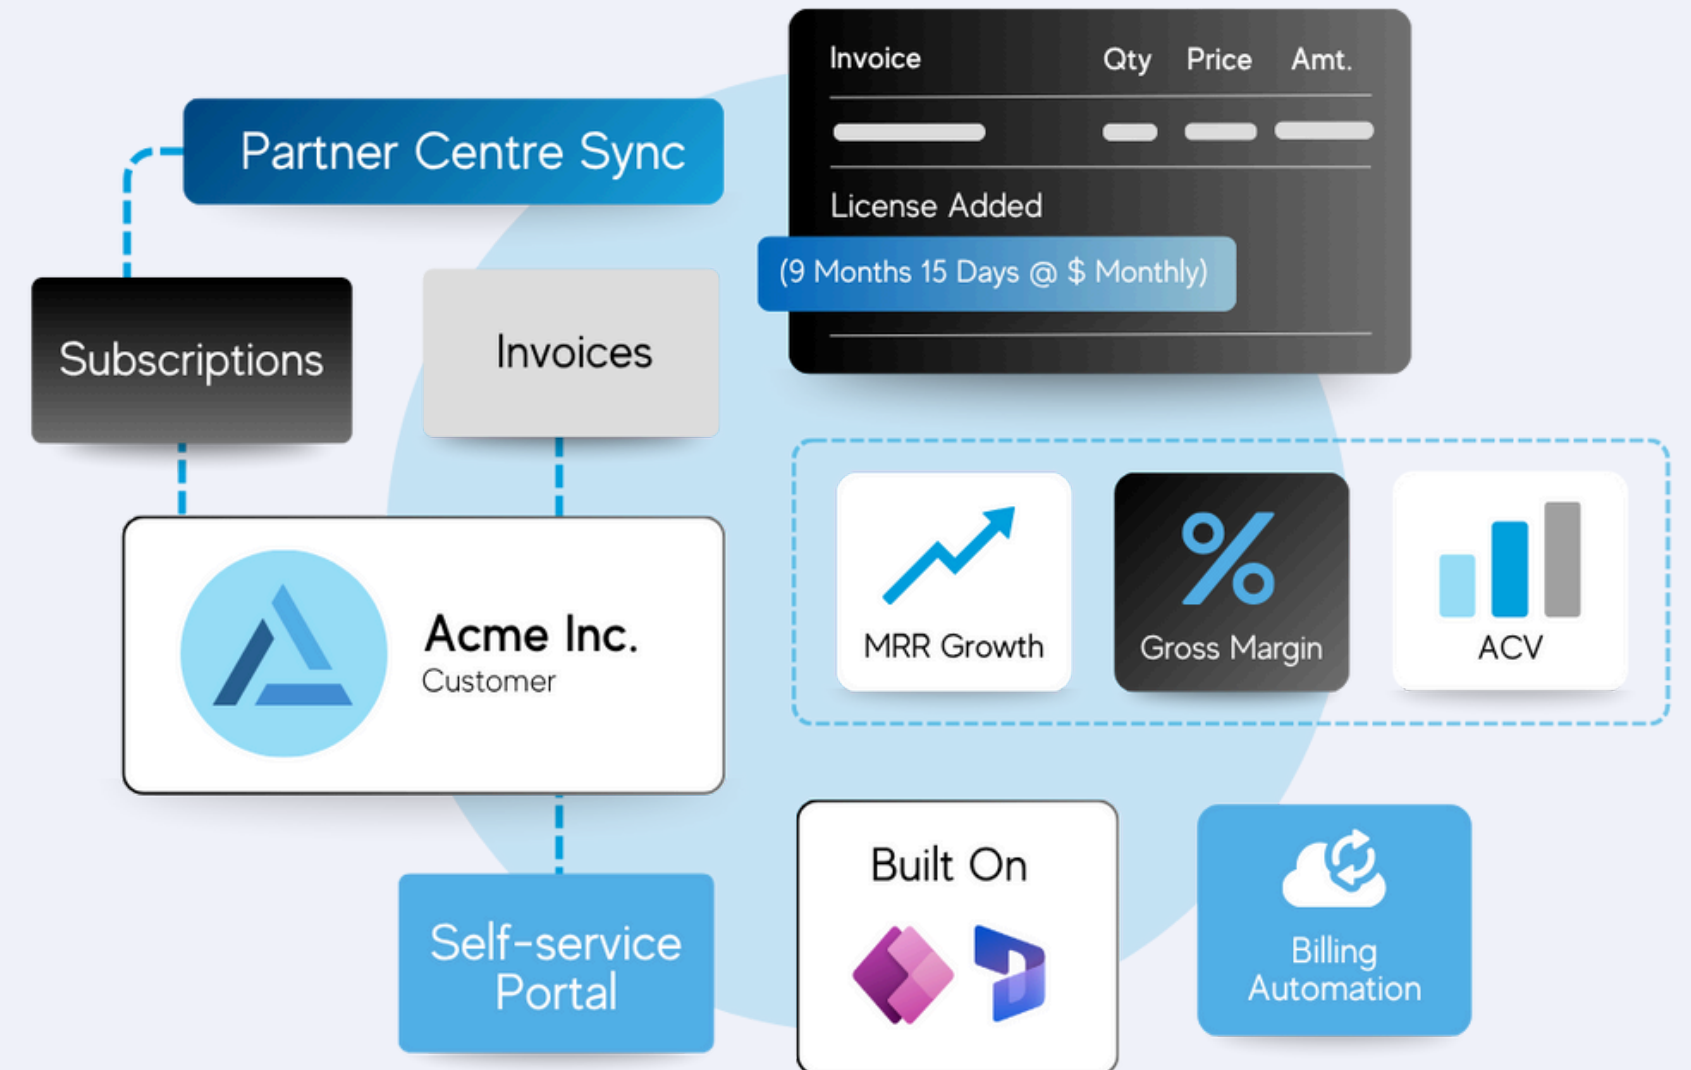 Partner Centre Sync
Subscriptions
Invoices
Acme Inc.
Customer
Self-service
Portal
Invoice Qty Price Amt.
License Added
(9 Months 15 Days @ $ Monthly)
MRR Growth
Gross Margin
ACV
Built On
Billing
Automation